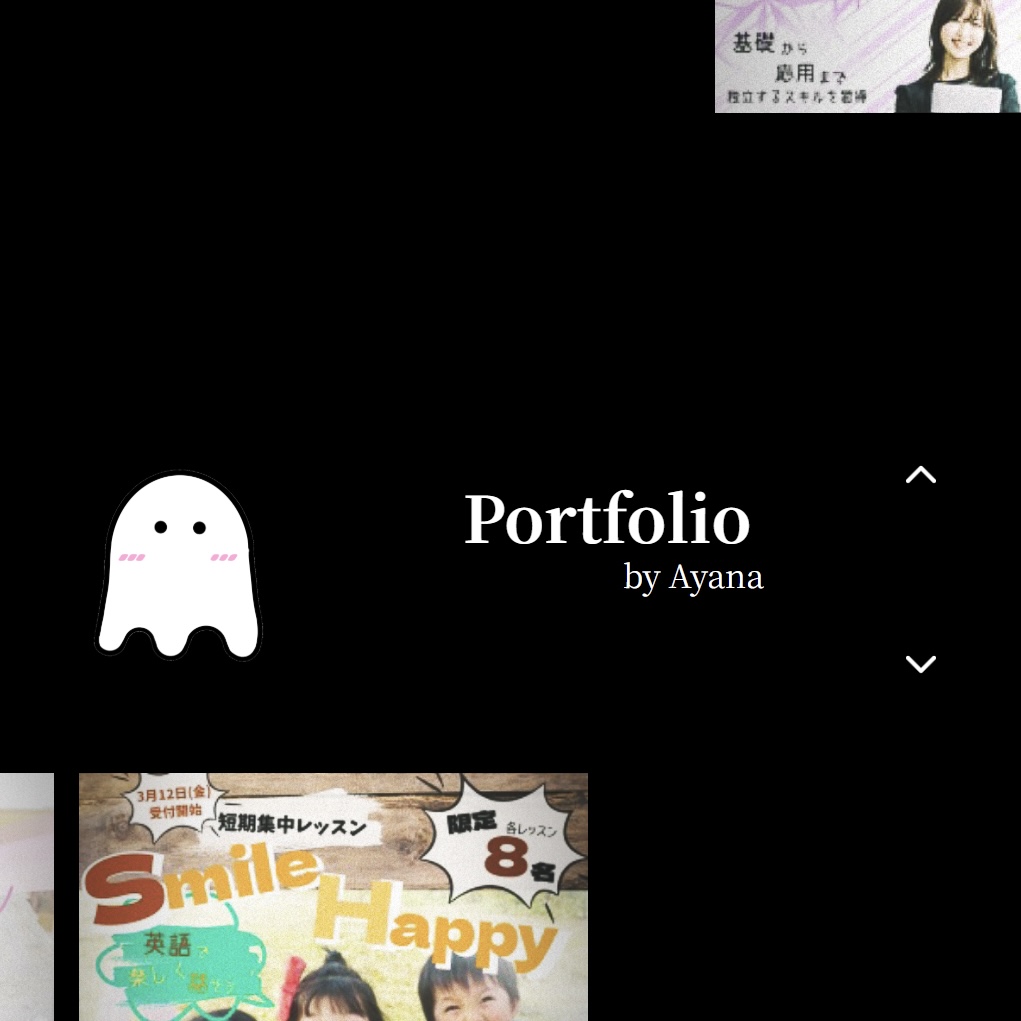 基礎から
応用まで
独立するスキルを習得
Portfolio
by Ayana
3月12日(金)
受付開始
短期集中レッスン
限定
各レッスン
8名
Smile
Happy
英語で
楽しく